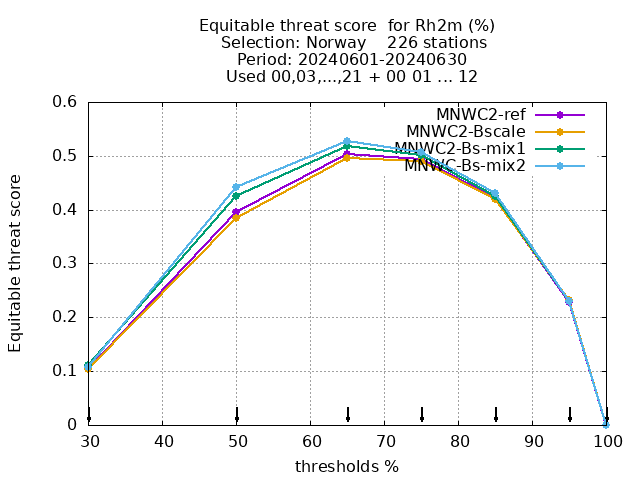 Equitable threat score  for Rh2m (%)
Selection: Norway    226 stations
Period: 20240601-20240630
Used 00,03,...,21 + 00 01 ... 12
MNWC2-ref
MNWC2-Bscale
MNWC2-Bs-mix1
MNWC-Bs-mix2
Equitable threat score
0.6
0.5
0.4
0.3
0.2
0.1
0
30 40 50 60 70 80 90 100
thresholds %